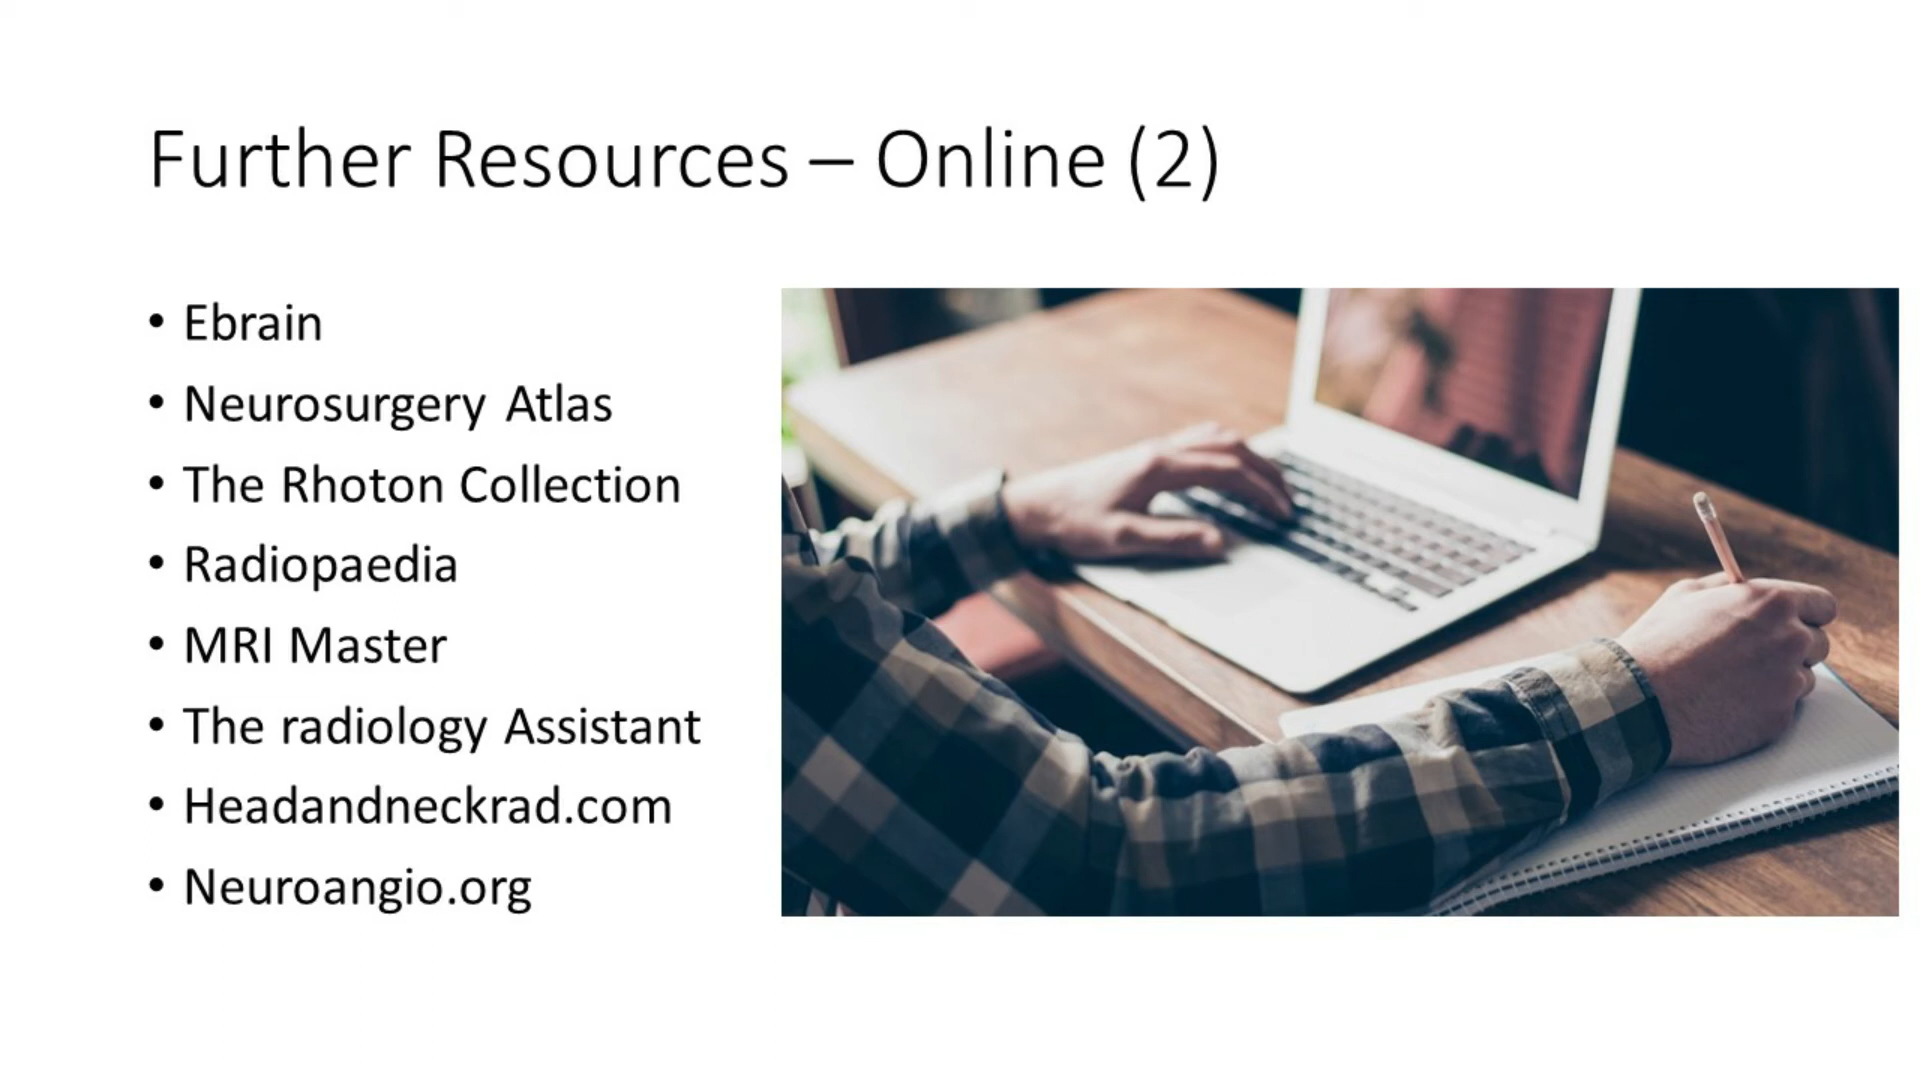 Further Resources – Online (2)
• Ebrain
• Neurosurgery Atlas
• The Rhoton Collection
• Radiopaedia
• MRI Master
• The radiology Assistant
• Headandneckrad.com
• Neuroangio.org